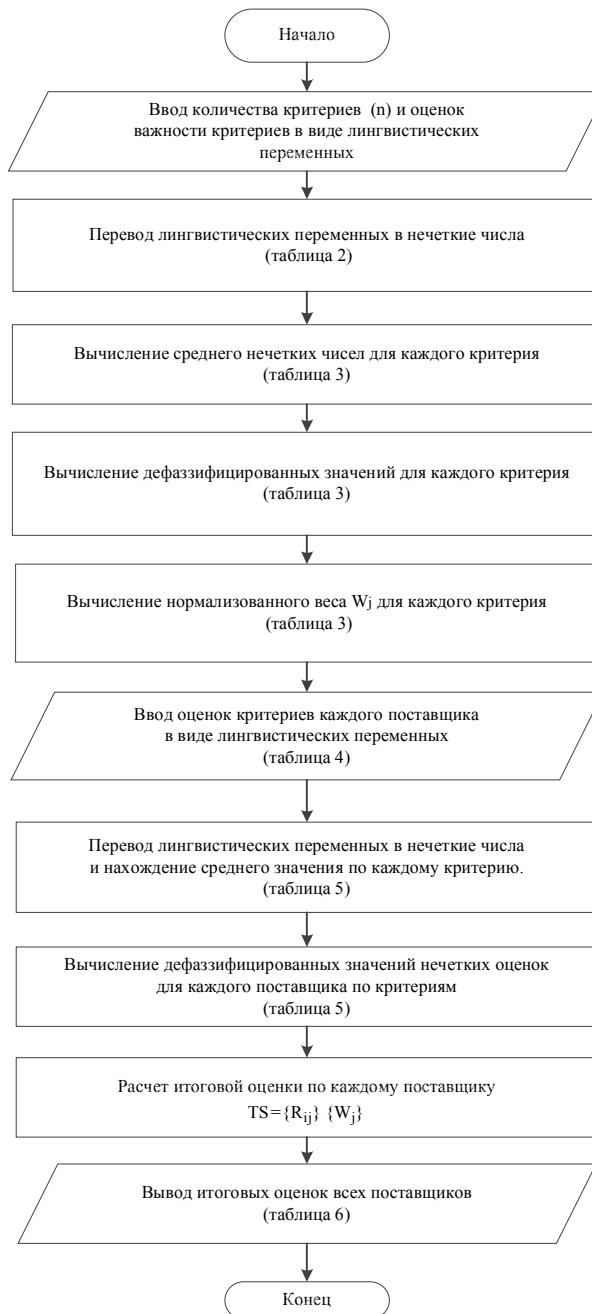 Начало
Ввод количества критериев (n) и оценок
важности критериев в виде лингвистических
переменных
Перевод лингвистических переменных в нечеткие числа
(таблица 2)
Вычисление среднего нечетких чисел для каждого критерия
(таблица 3)
Вычисление дефаззифицированных значений для каждого критерия
(таблица 3)
Вычисление нормализованного веса Wj для каждого критерия
(таблица 3)
Ввод оценок критериев каждого поставщика
в виде лингвистических переменных
(таблица 4)
Перевод лингвистических переменных в нечеткие числа
и нахождение среднего значения по каждому критерию.
(таблица 5)
Вычисление дефаззифицированных значений нечетких оценок
для каждого поставщика по критериям
(таблица 5)
Расчет итоговой оценки по каждому поставщику
TS={Rij} {Wj}
Вывод итоговых оценок всех поставщиков
(таблица 6)
Конец